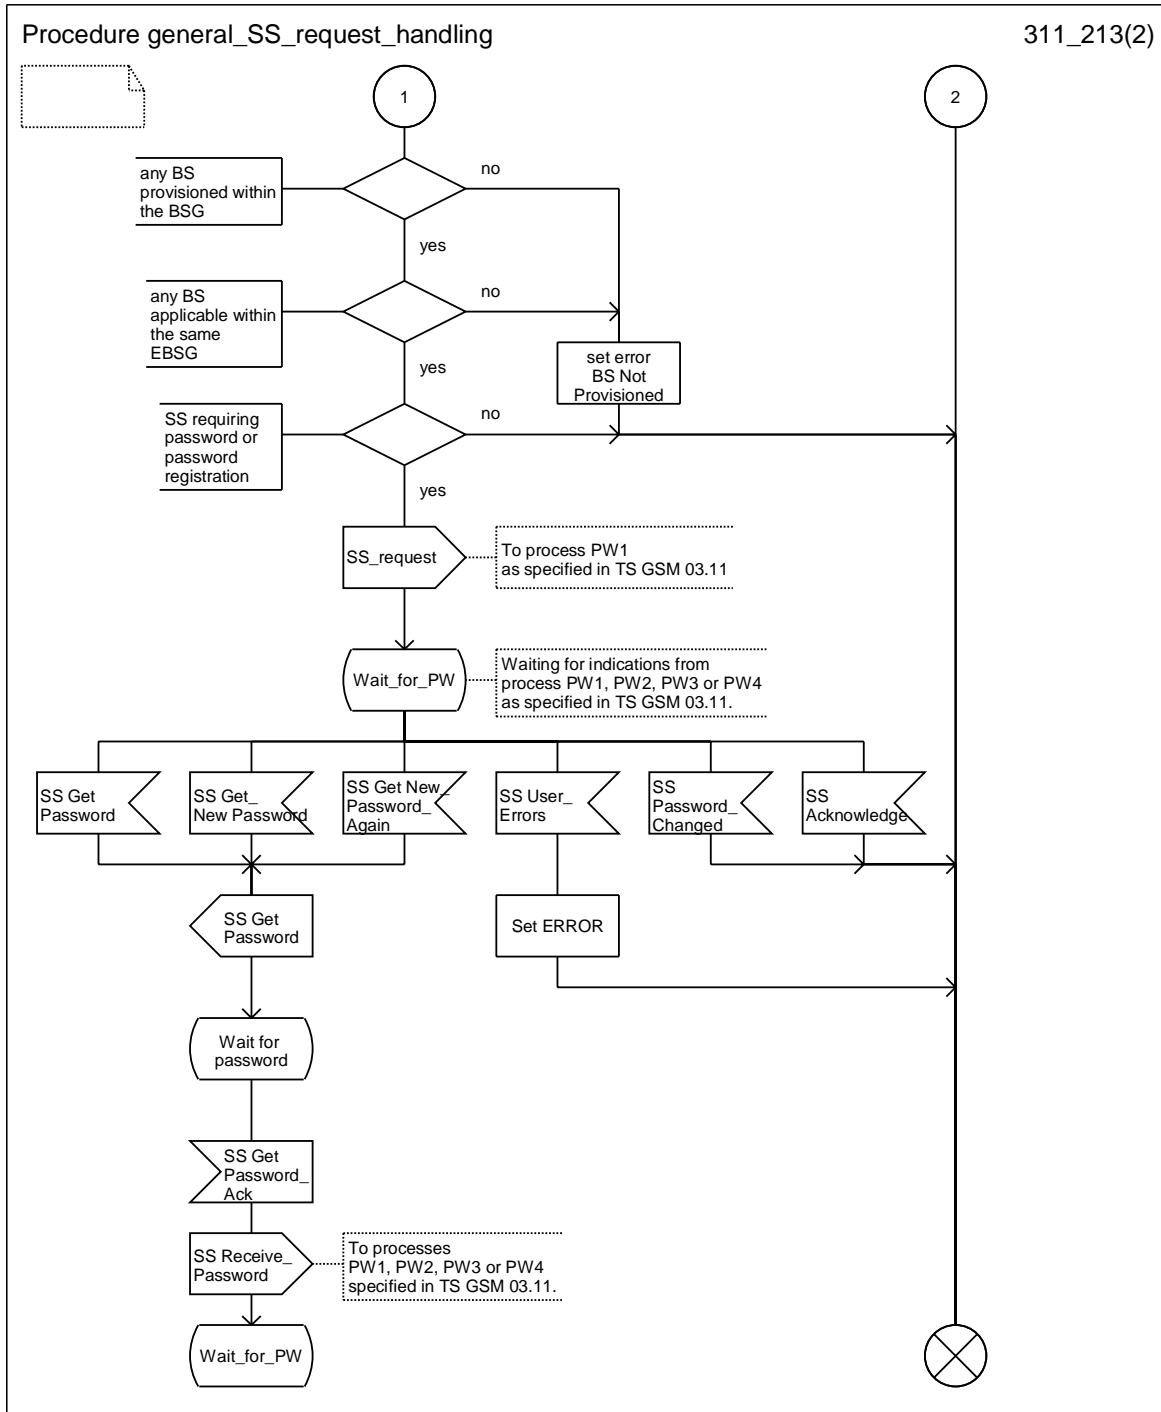 Procedure general_SS_request_handling
311_213(2)
1
2
any BS
provisioned within
the BSG
no
yes
any BS
applicable within
the same
EBSG
no
set error
BS Not
Provisioned
yes
SS requiring
password or
password
registration
no
yes
SS_request
To process PW1
as specified in TS GSM 03.11
Wait_for_PW
Waiting for indications from
process PW1, PW2, PW3 or PW4
as specified in TS GSM 03.11.
SS Get
Password
SS Get_
New Password
SS Get New_
Password_
Again
SS User_
Errors
SS
Password_
Changed
SS
Acknowledge
SS Get
Password
Set ERROR
Wait for
password
SS Get
Password_
Ack
SS Receive_
Password
To processes
PW1, PW2, PW3 or PW4
specified in TS GSM 03.11.
Wait_for_PW